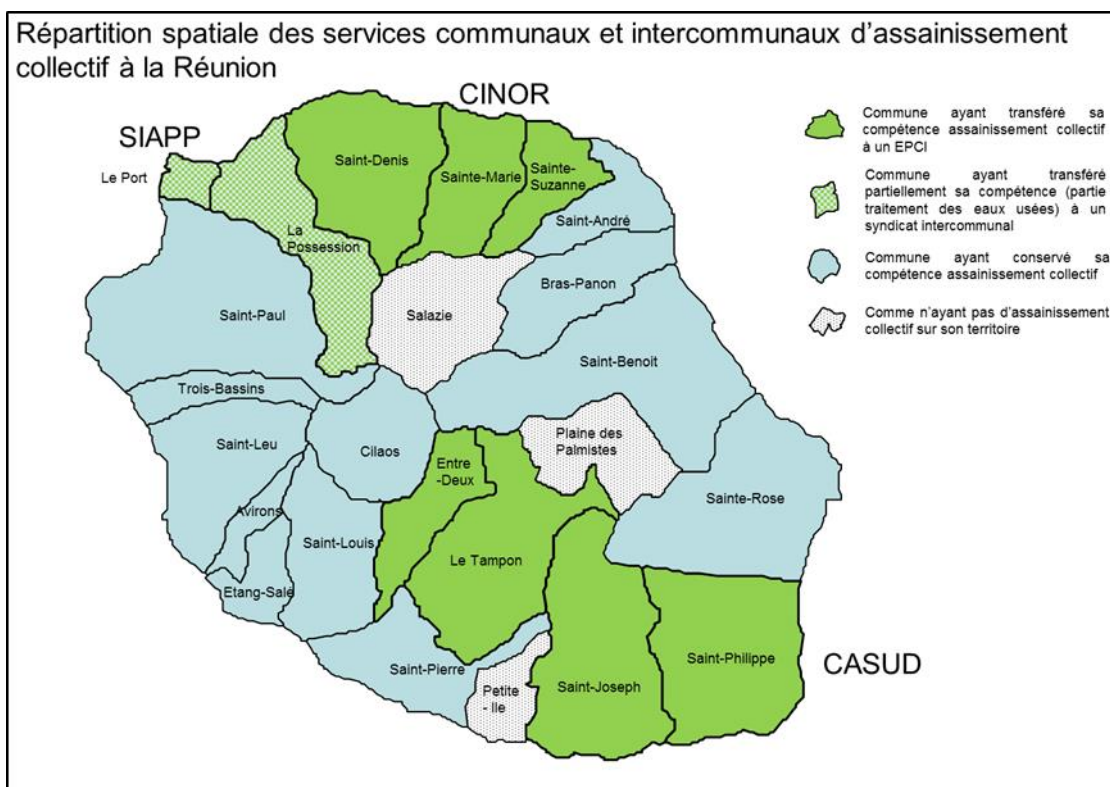 Répartition spatiale des services communaux et intercommunaux d'assainissement
collectif à la Réunion
CINOR
SIAPP
Le Port
Saint-Denis
Sainte-Marie
Sainte-
Suzanne
Saint-André
La
Possession
Bras-Panon
Saint-Paul
Salazie
Saint-Benoit
Trois-Bassins
Saint-Leu
Cilaos
Plaine des
Palmistes
Entre
-Deux
Sainte-Rose
Avirons
Saint-Louis
Le Tampon
Etang-Salé
Saint-Pierre
Saint-Philippe
CASUD
Petite
- Ile
Saint-Joseph
Commune ayant transféré sa
compétence assainissement collectif
à un EPCI
Commune ayant transféré
partiellement sa compétence (partie
traitement des eaux usées) à un
syndicat intercommunal
Commune ayant conservé sa
compétence assainissement collectif
Comme n'ayant pas d'assainissement
collectif sur son territoire